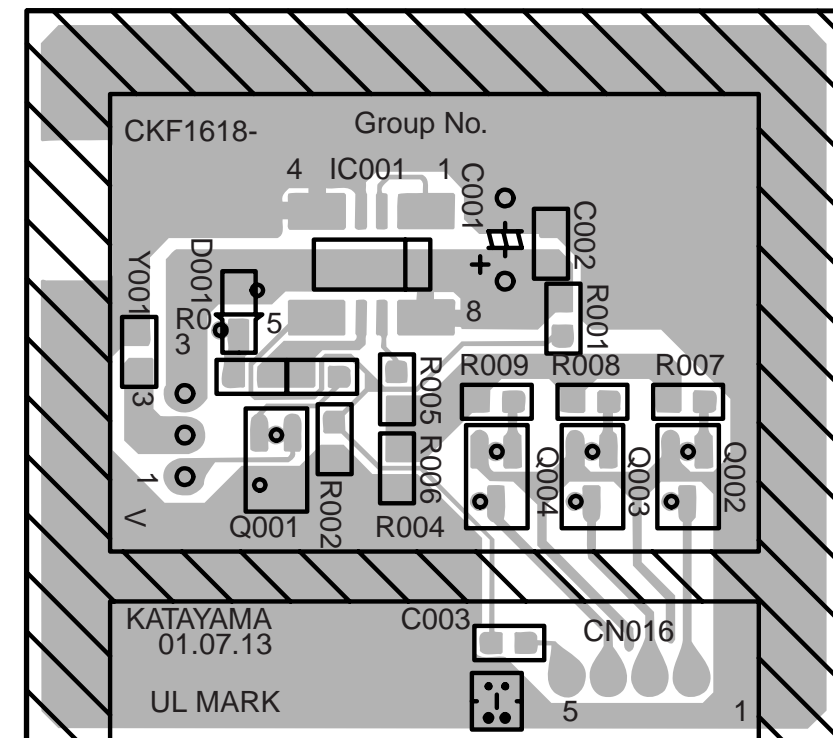 CKF1618-
Group No.
4
IC001
1
C001
C002
Y001
D001
R0
3
5
8
+
R001
R009
R008
R007
R005
R006
3
1
V
Q001
R002
R004
Q004
Q003
Q002
KATAYAMA
01.07.13
C003
CN016
UL MARK
5
1